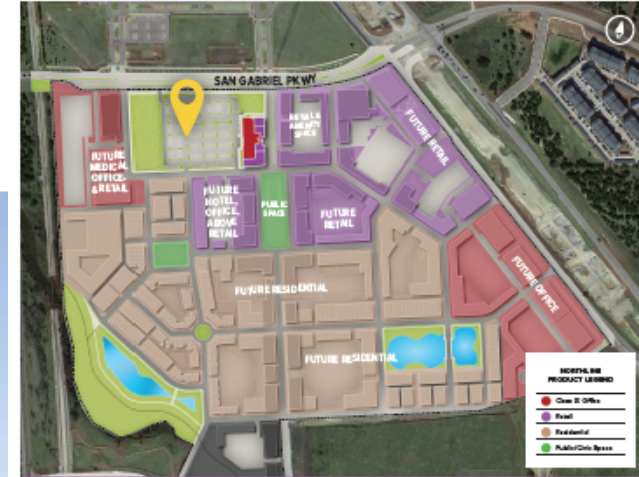 SAN GABRIEL PKWY
RETAIL &
AMENITY
SPACE
FUTURE RETAIL
FUTURE
MEDICAL
OFFICE
& RETAIL
FUTURE
HOTEL,
OFFICE,
ABOVE
RETAIL
PUBLIC
SPACE
FUTURE
RETAIL
FUTURE OFFICE
FUTURE RESIDENTIAL
FUTURE RESIDENTIAL
NORTHLINE
PRODUCT LEGEND
Office
Retail
Residential
Public/Civic Space